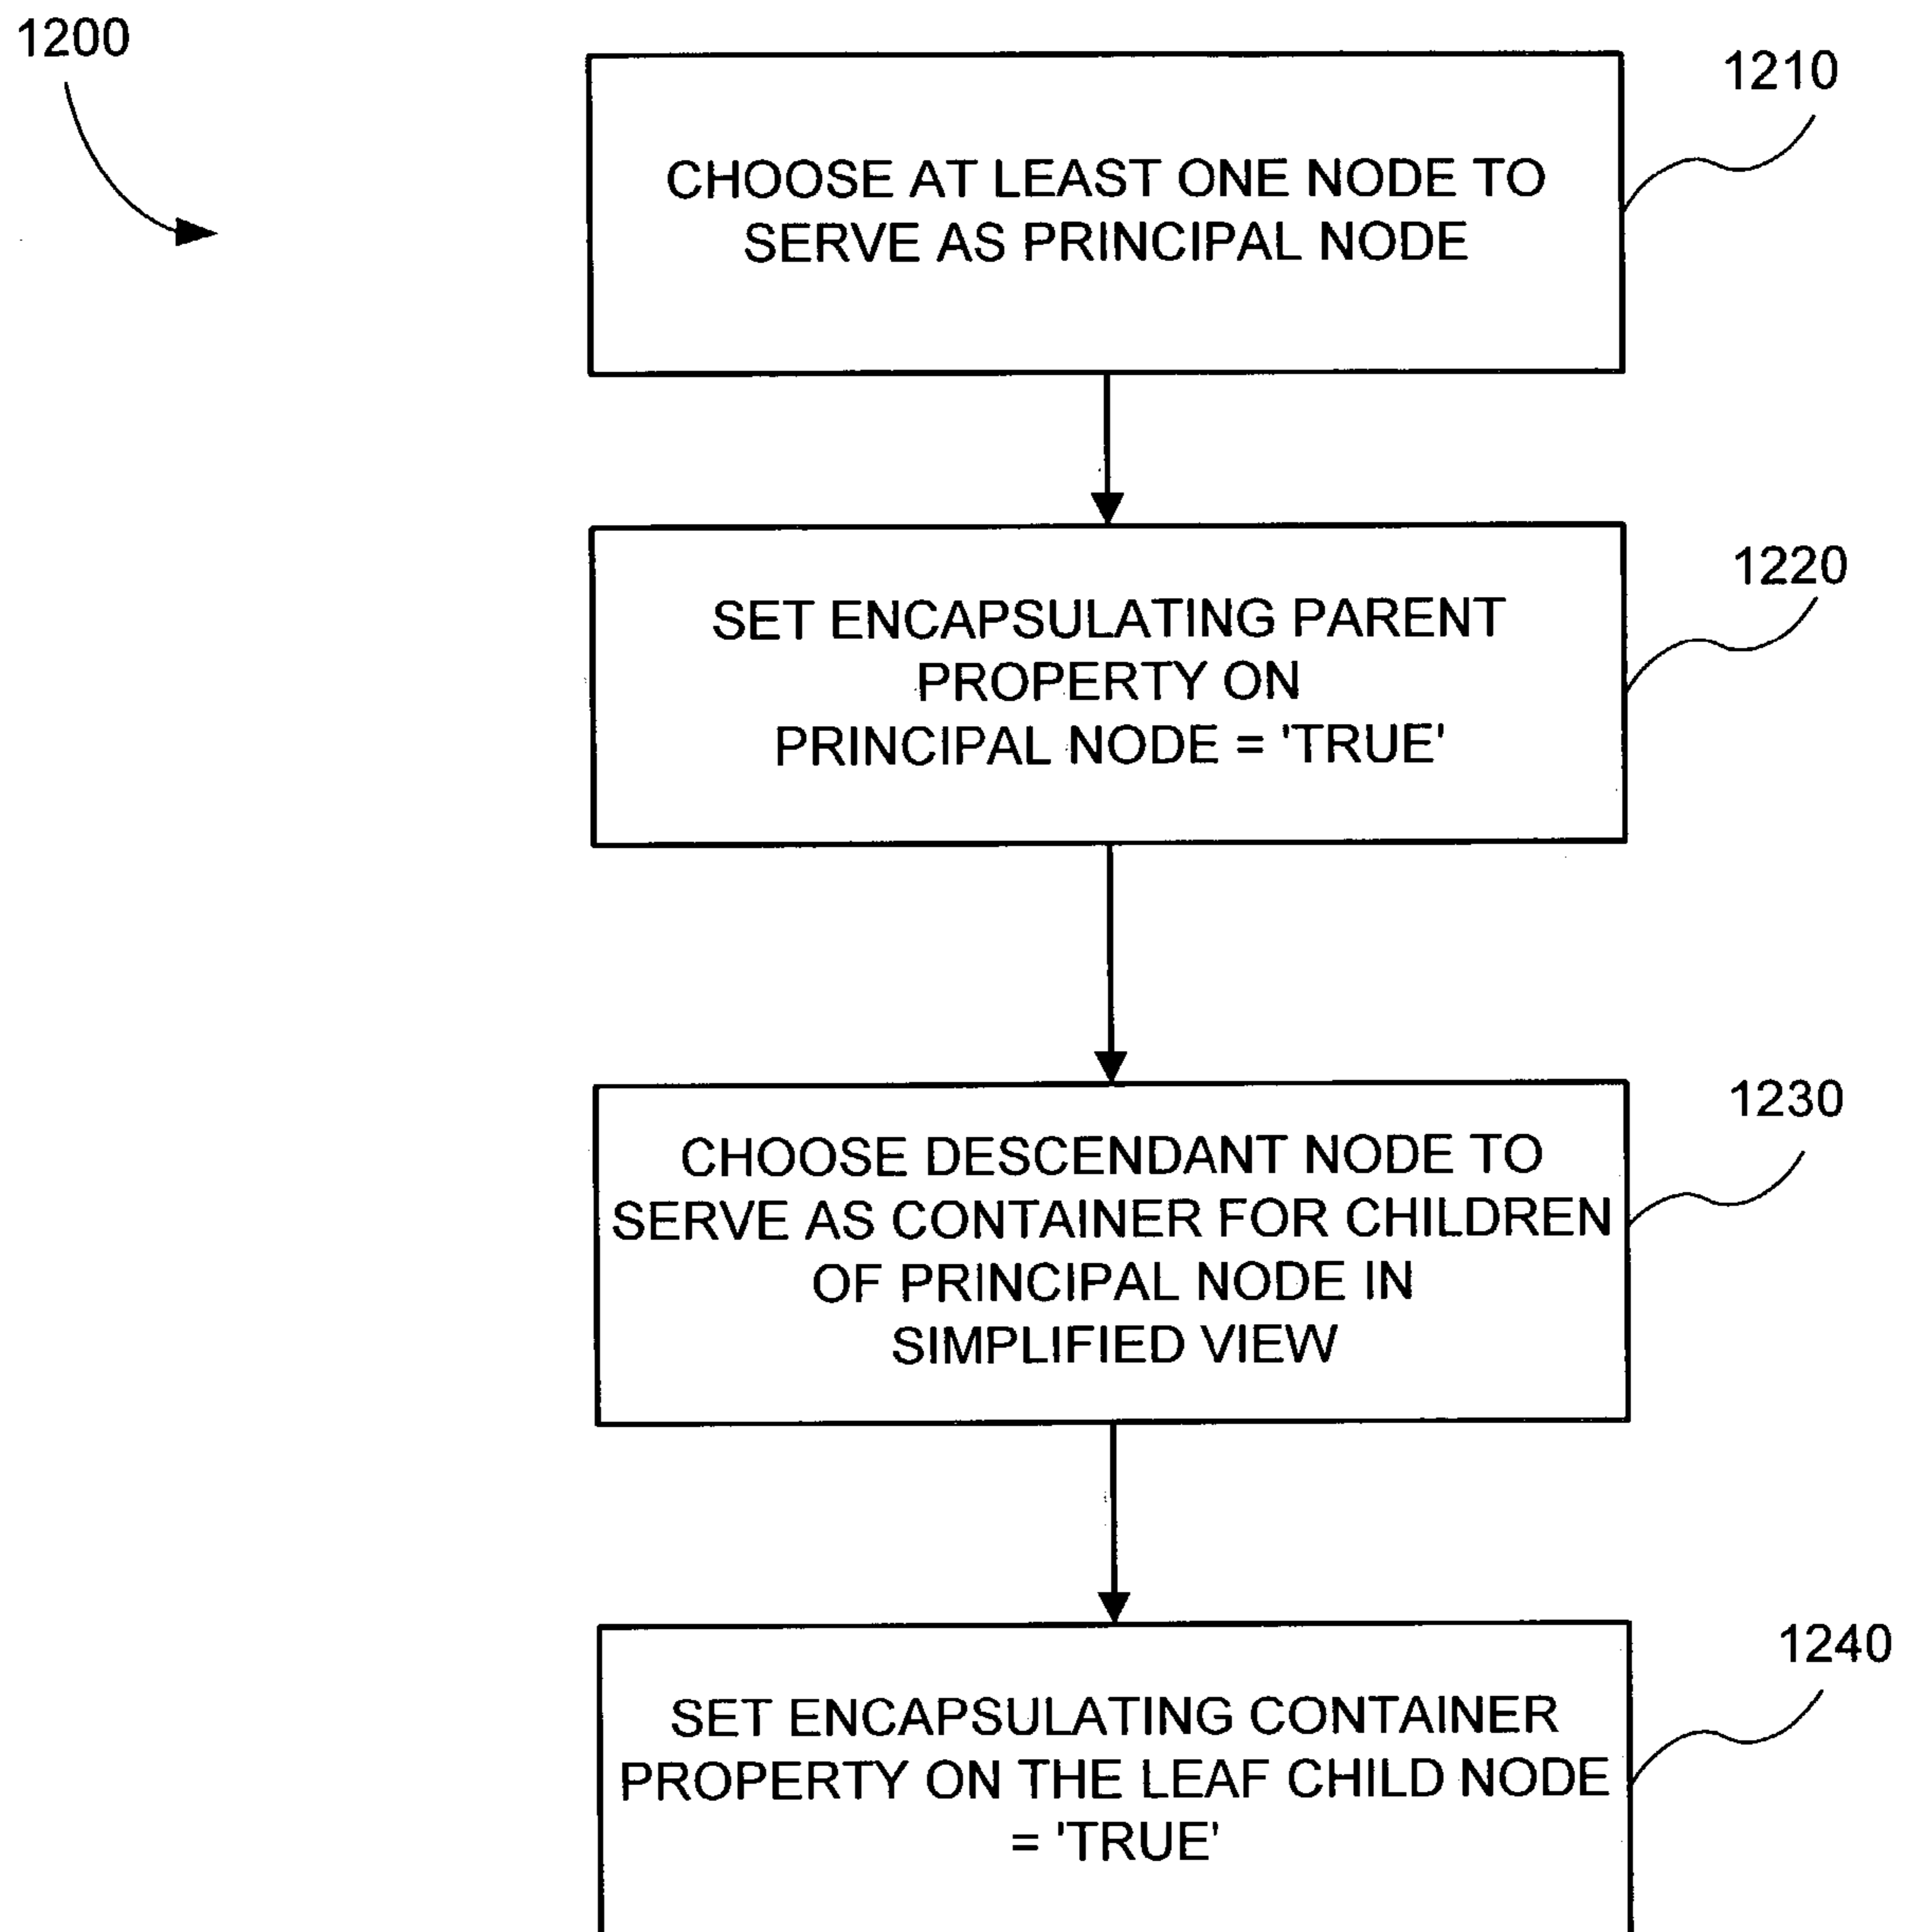 1200
1210
CHOOSE AT LEAST ONE NODE TO
SERVE AS PRINCIPAL NODE
1220
SET ENCAPSULATING PARENT
PROPERTY ON
PRINCIPAL NODE = 'TRUE'
1230
CHOOSE DESCENDANT NODE TO
SERVE AS CONTAINER FOR CHILDREN
OF PRINCIPAL NODE IN
SIMPLIFIED VIEW
1240
SET ENCAPSULATING CONTAINER
PROPERTY ON THE LEAF CHILD NODE
= 'TRUE'